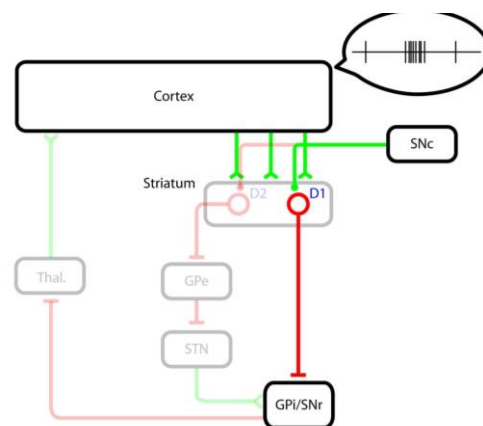 Cortex
SNc
Striatum
D2
D1
Thal.
GPe
STN
GPi/SNr